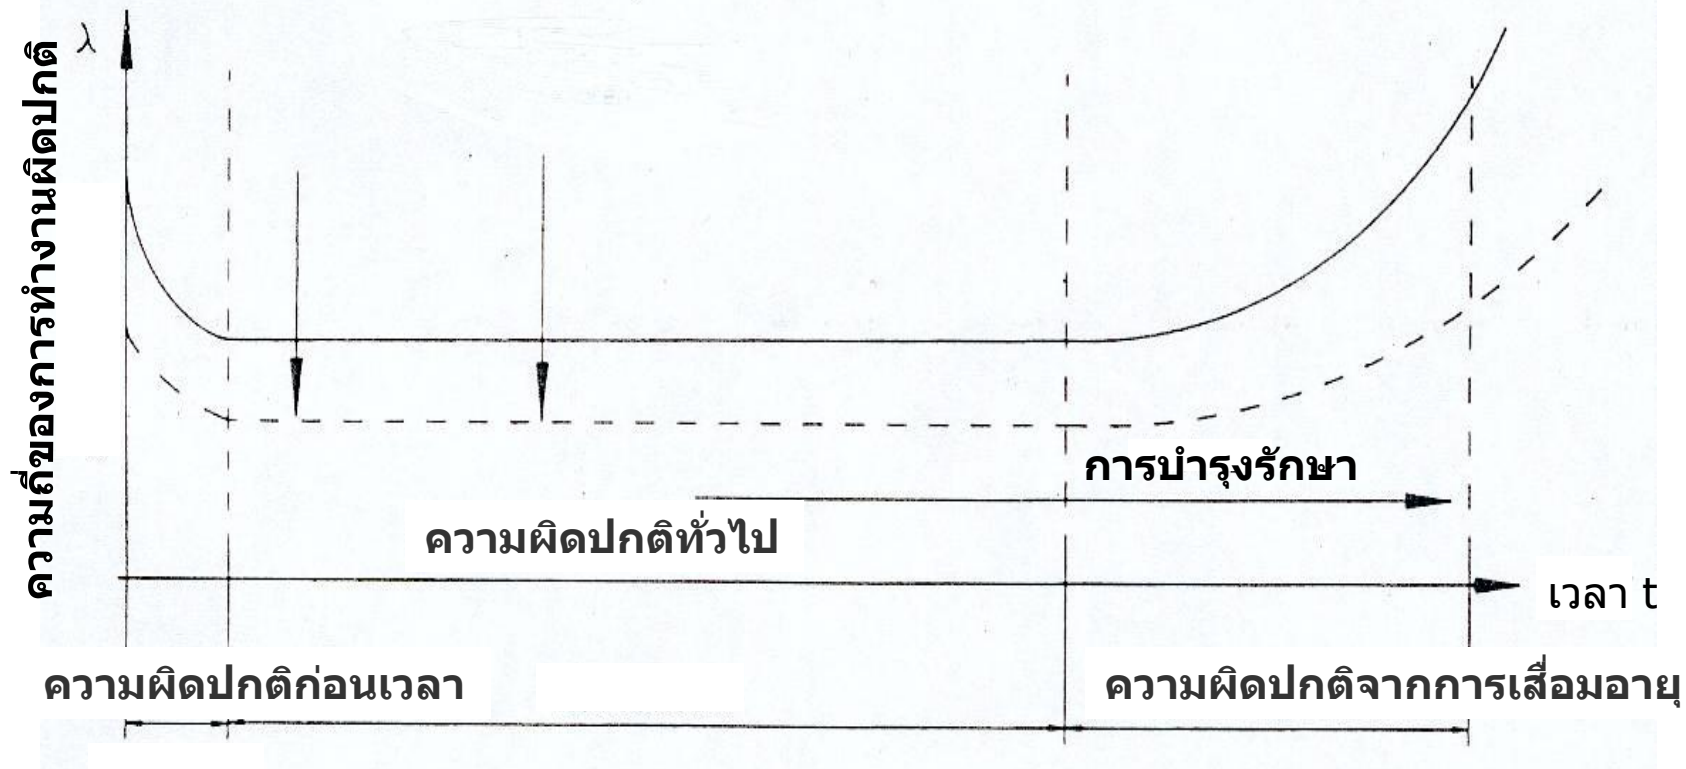 λ
ความถี่ของการทำงานผิดปกติ
การบำรุงรักษา
ความผิดปกติทั่วไป
เวลา t
ความผิดปกติก่อนเวลา
ความผิดปกติจากการเสื่อมอายุ